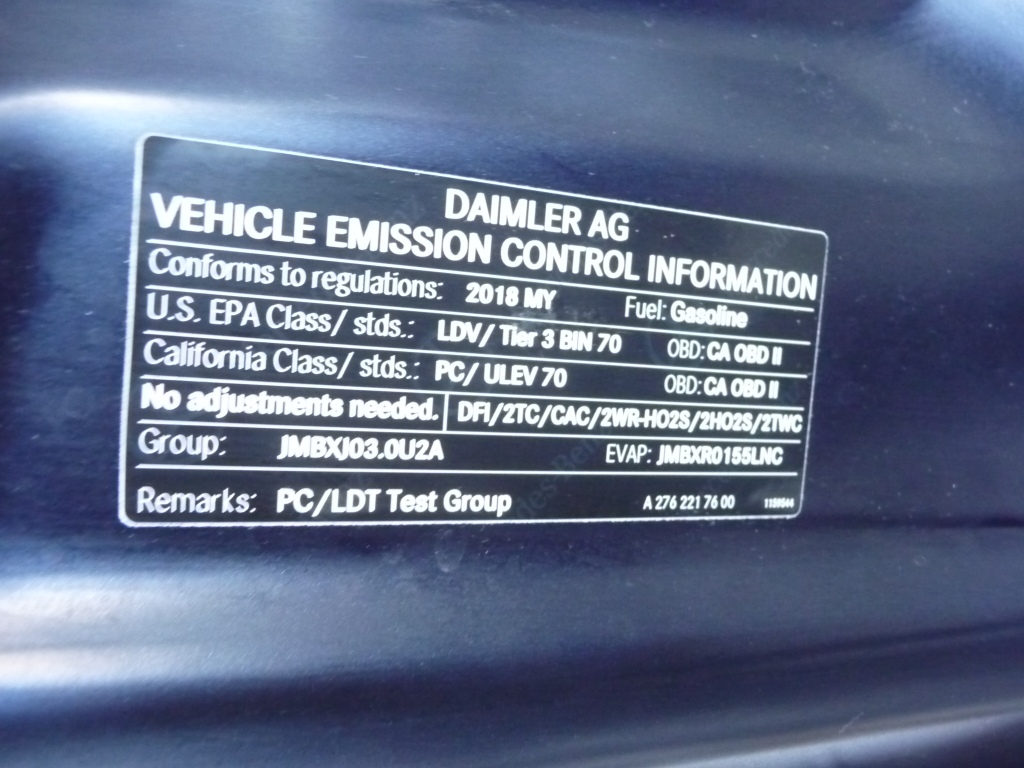 DAIMLER AG
VEHICLE EMISSION CONTROL INFORMATION
Conforms to regulations: 2018 MY Fuel: Gasoline
U.S. EPA Class/ stds.: LDV/ Tier 3 BIN 70 OBD: CA OBD II
California Class/ stds.: PC/ ULEV 70 OBD: CA OBD II
No adjustments needed. DFI/2TC/CAC/2WR-HO2S/2HO2S/2TWC
Group: JMBXJ03.0U2A EVAP: JMBXR0155LNC
Remarks: PC/LDT Test Group A 276 221 76 00